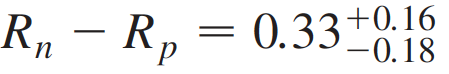 $R_n - R_p = 0.33^{+0.16}_{-0.18}$